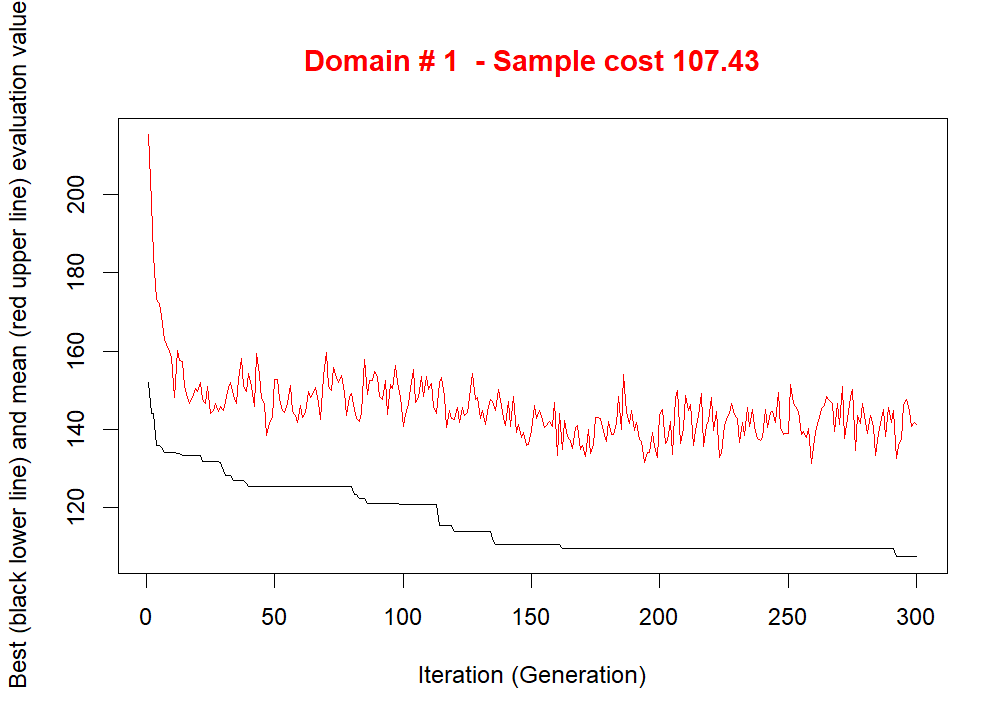 Domain # 1  - Sample cost 107.43
Best (black lower line) and mean (red upper line) evaluation value
200
180
160
140
120
0 50 100 150 200 250 300
Iteration (Generation)